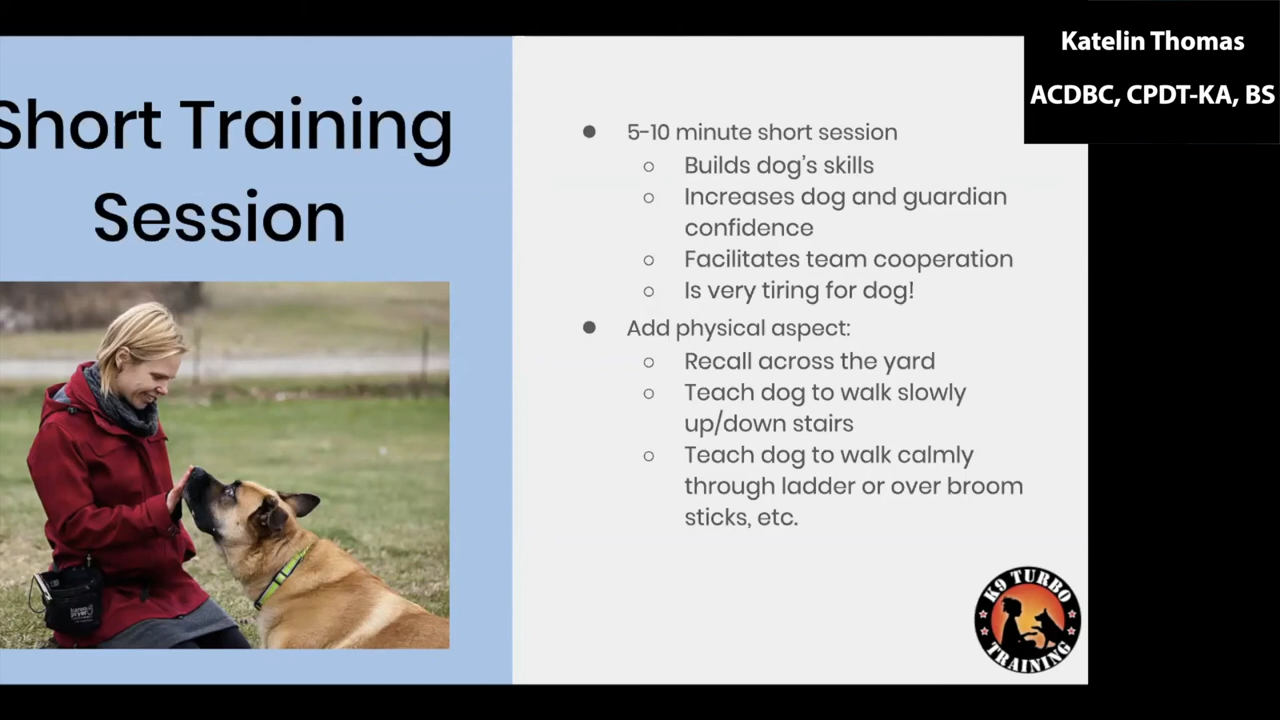 Katelin Thomas
ACDBC, CPDT-KA, BS
Short Training
Session
● 5-10 minute short session
○ Builds dog's skills
○ Increases dog and guardian
confidence
○ Facilitates team cooperation
○ Is very tiring for dog!
● Add physical aspect:
○ Recall across the yard
○ Teach dog to walk slowly
up/down stairs
○ Teach dog to walk calmly
through ladder or over broom
sticks, etc.
K9 TURBO
TRAINING